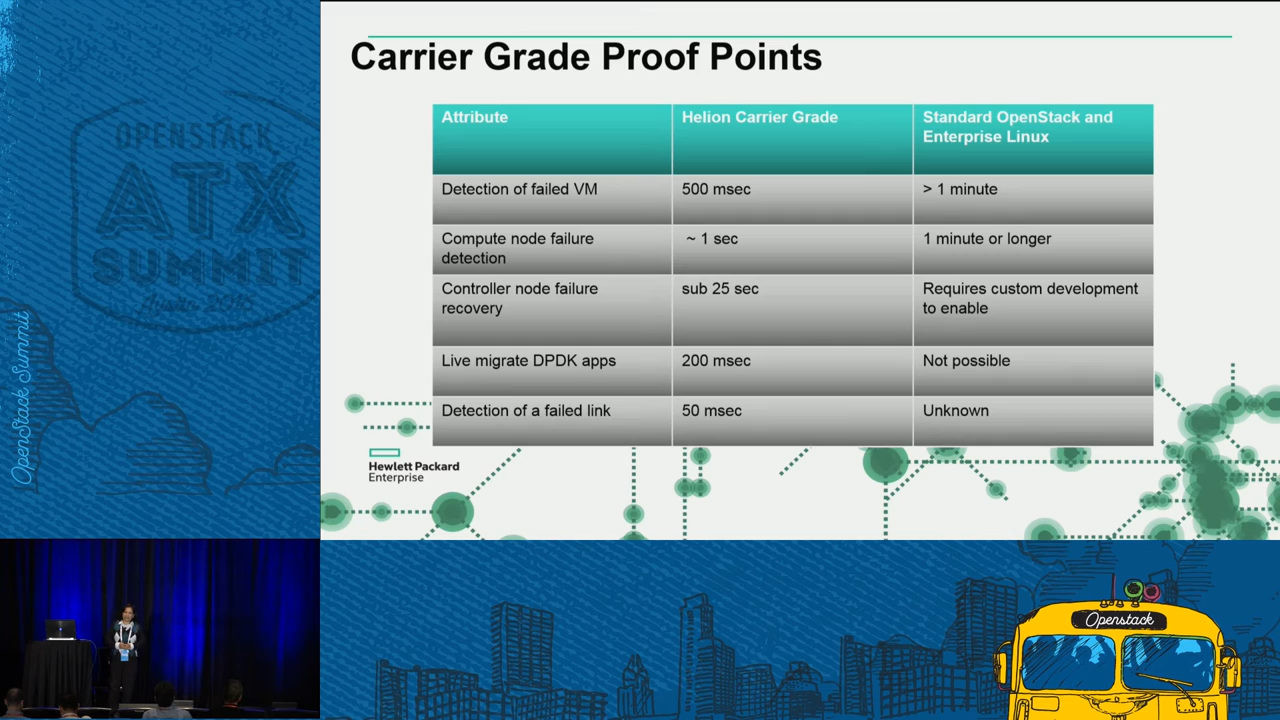 Carrier Grade Proof Points
Attribute
Helion Carrier Grade
Standard OpenStack and
Enterprise Linux
Detection of failed VM
500 msec
> 1 minute
Compute node failure
detection
~ 1 sec
1 minute or longer
Controller node failure
recovery
sub 25 sec
Requires custom development
to enable
Live migrate DPDK apps
200 msec
Not possible
Detection of a failed link
50 msec
Unknown
Hewlett Packard
Enterprise
OPENSTACK
ATX
SUMMIT
OpenStack Summit
Openstack